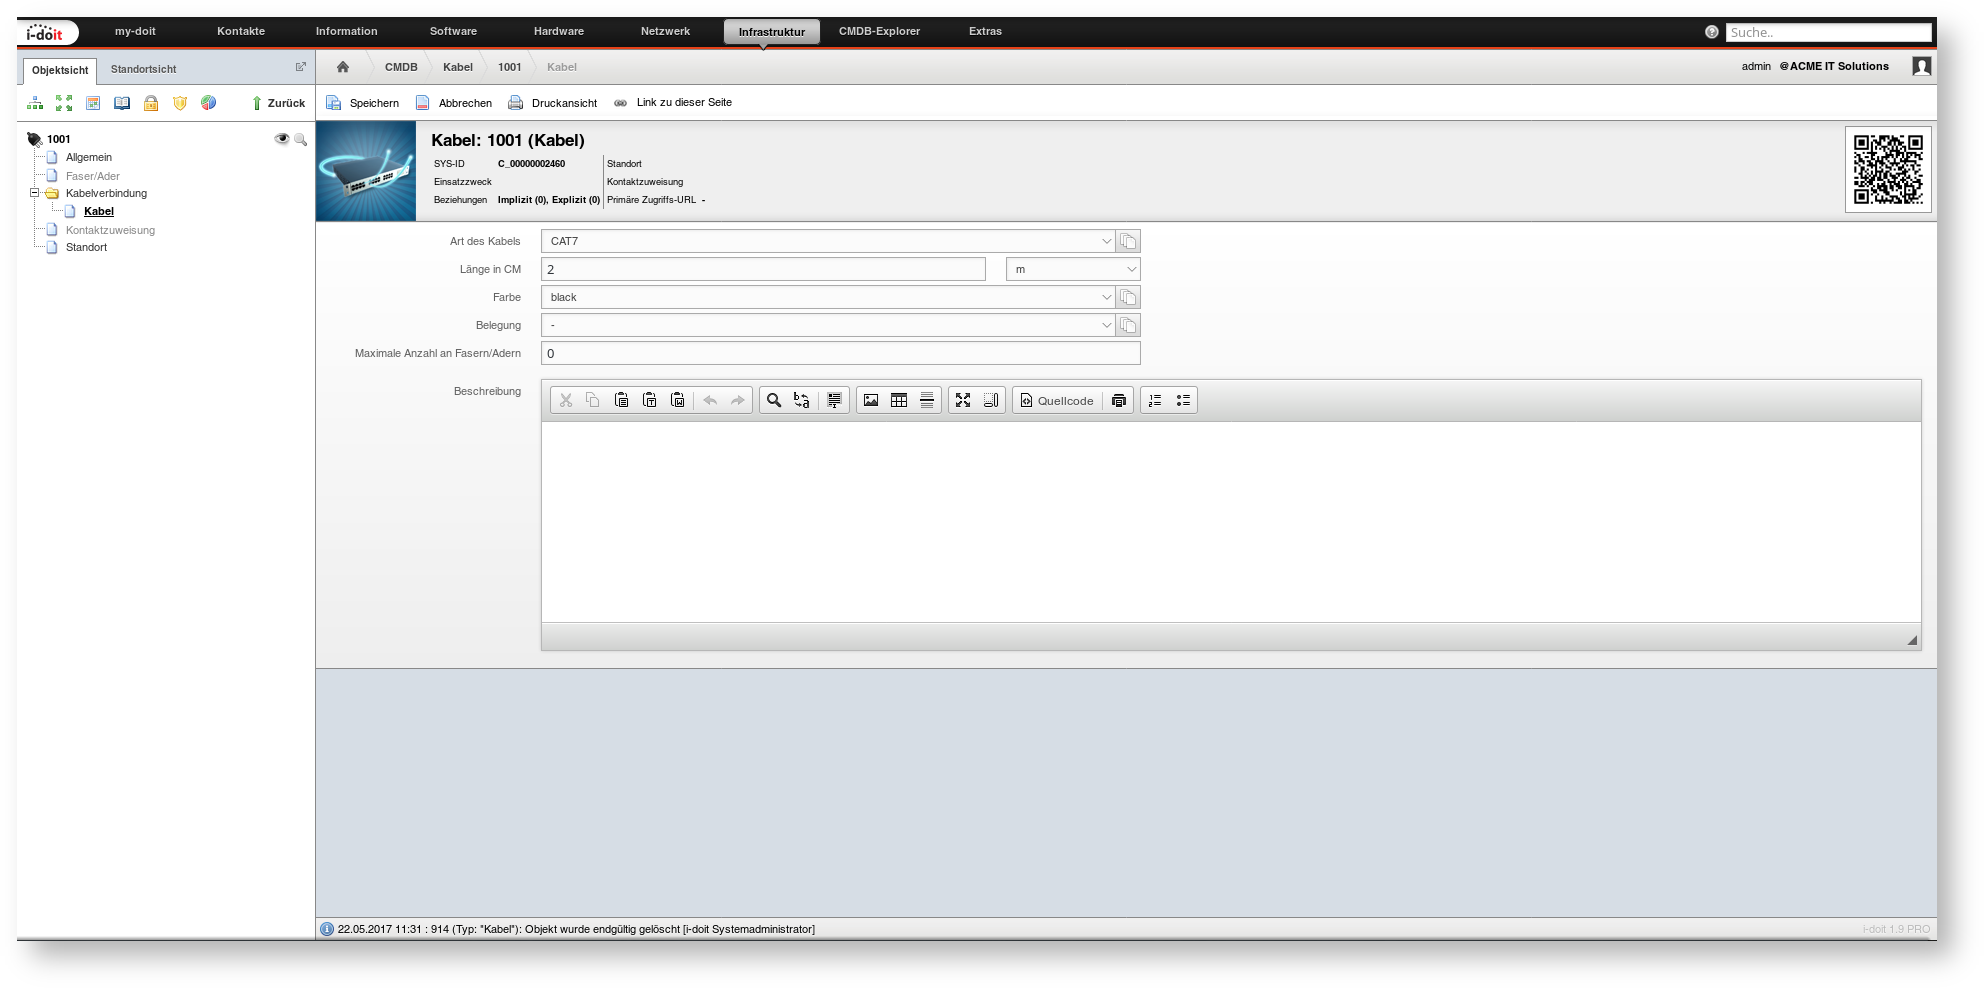 i-doit my-doit Kontakte Information Software Hardware Netzwerk Infrastruktur CMDB-Explorer Extras Suche..
Objektsicht Standortsicht CMDB Kabel 1001 Kabel admin @ACME IT Solutions
Zurück Speichern Abbrechen Druckansicht Link zu dieser Seite
1001
Allgemein
Faser/Ader
Kabelverbindung
Kabel
Kontaktzuweisung
Standort
Kabel: 1001 (Kabel)
SYS-ID C_00000002460 Standort
Einsatzzweck Kontaktzuweisung
Beziehungen Implizit (0), Explizit (0) Primäre Zugriffs-URL -
Art des Kabels CAT7
Länge in CM 2 m
Farbe black
Belegung -
Maximale Anzahl an Fasern/Adern 0
Beschreibung Quellcode
22.05.2017 11:31 : 914 (Typ: "Kabel"): Objekt wurde endgültig gelöscht [i-doit Systemadministrator] i-doit 1.9 PRO